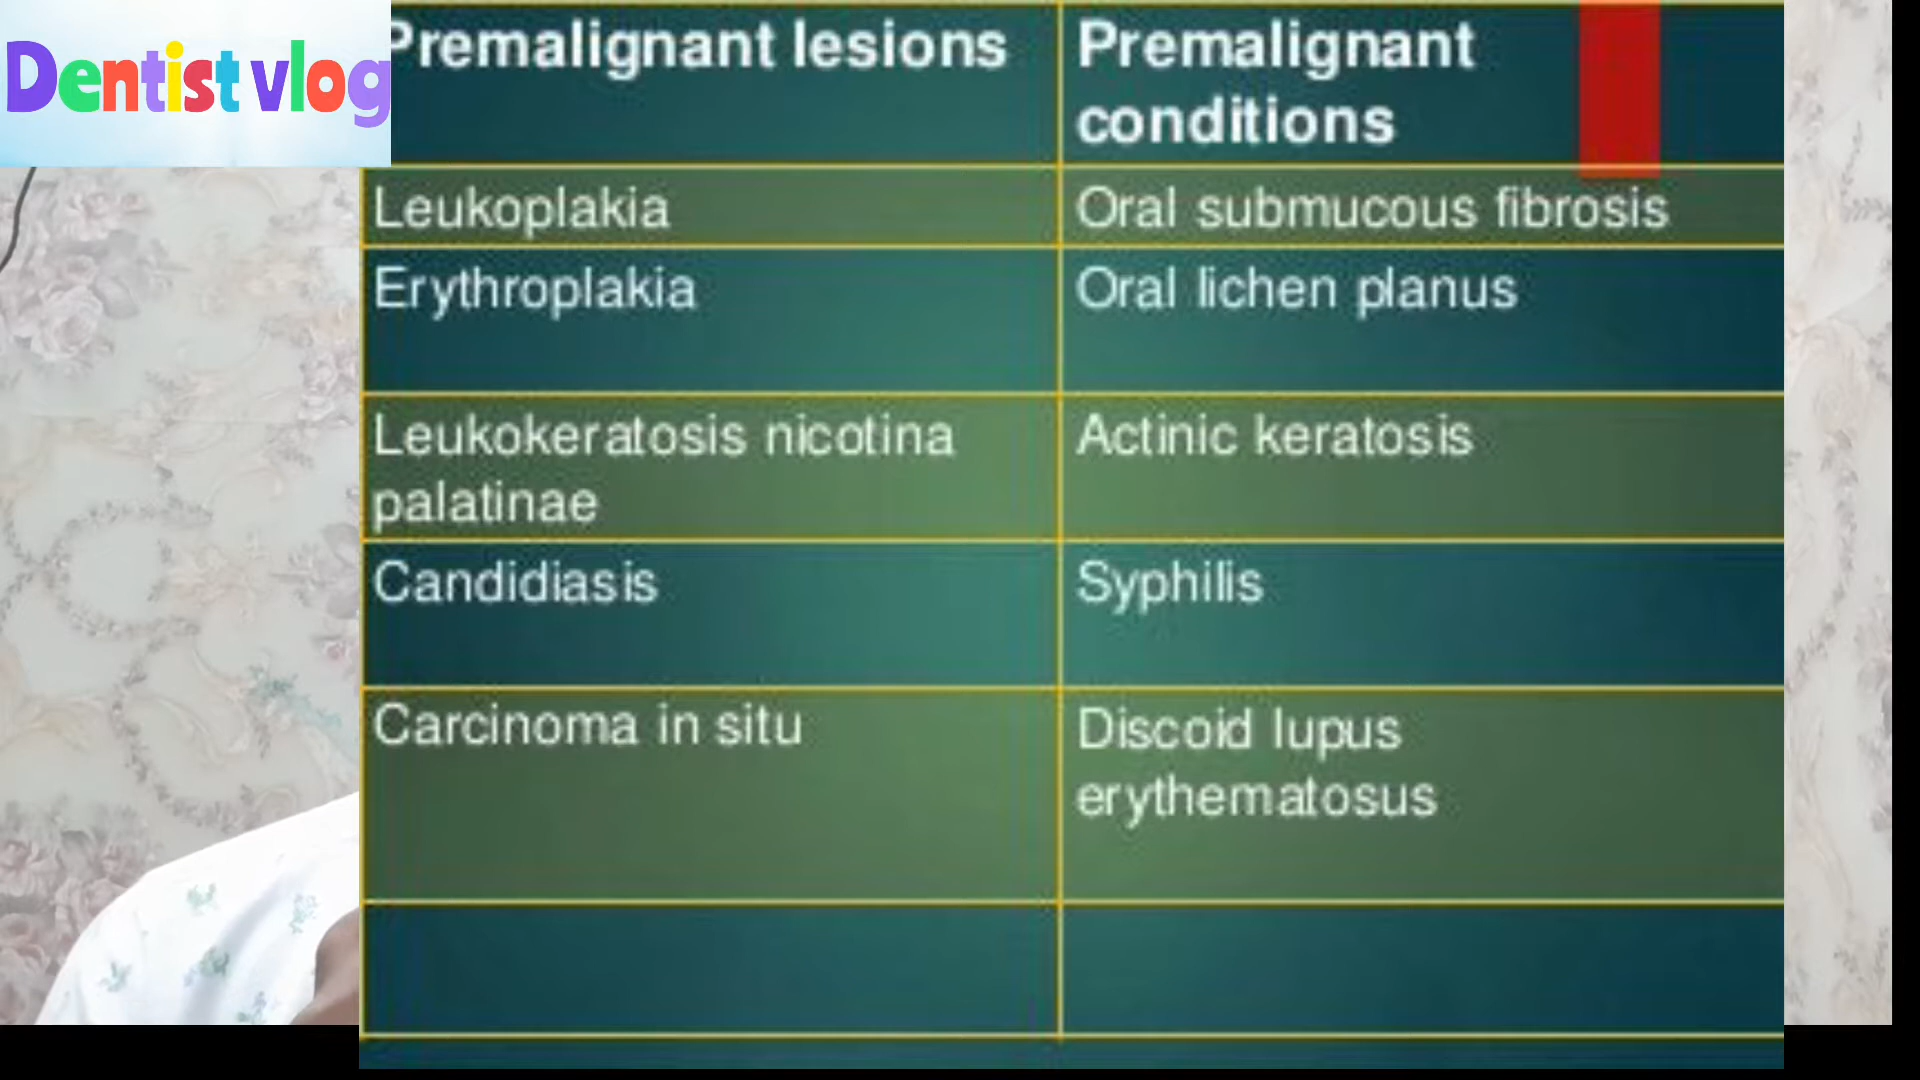 Dentist vlog
Premalignant lesions
Premalignant
conditions
Leukoplakia
Oral submucous fibrosis
Erythroplakia
Oral lichen planus
Leukokeratosis nicotina
palatinae
Actinic keratosis
Candidiasis
Syphilis
Carcinoma in situ
Discoid lupus
erythematosus